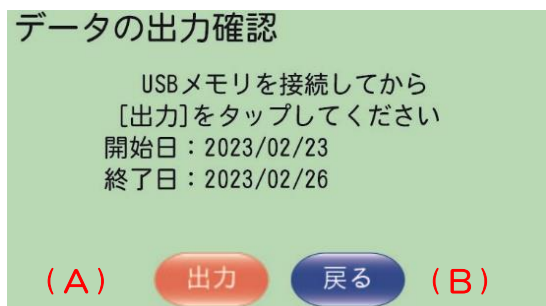 データの出力確認
USBメモリを接続してから
[出力]をタップしてください
開始日：2023/02/23
終了日：2023/02/26
(A) 出力 戻る (B)